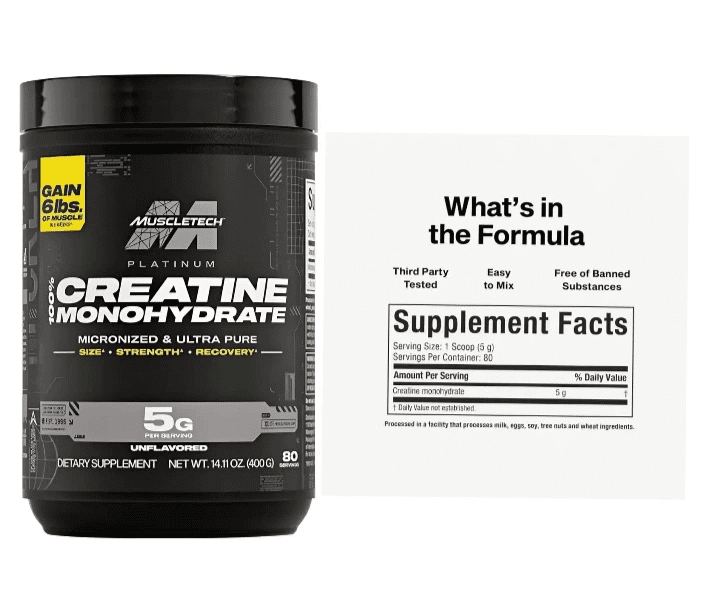 GAIN
6lbs.
OF MUSCLE
MUSCLETECH
PLATINUM
100% CREATINE
MONOHYDRATE
MICRONIZED & ULTRA PURE
SIZE* • STRENGTH^ • RECOVERY*
5G
PER SERVING
UNFLAVORED
DIETARY SUPPLEMENT NET WT. 14.11 OZ. (400G) 80
SERVINGS
What's in
the Formula
Third Party
Tested
Easy
to Mix
Free of Banned
Substances
Supplement Facts
Serving Size: 1 Scoop (5 g)
Servings Per Container: 80
Amount Per Serving % Daily Value
Creatine monohydrate 5 g †
† Daily Value not established.
Processed in a facility that processes milk, eggs, soy, tree nuts and wheat ingredients.